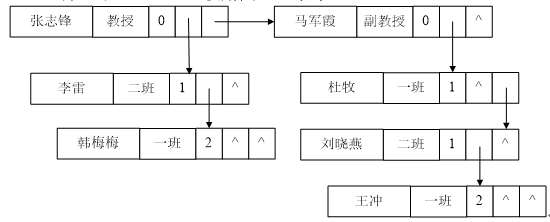 张志锋 教授 0 马军霞 副教授 0 ^
李雷 二班 1 ^ 杜牧 一班 1 ^
韩梅梅 一班 2 ^ ^ 刘晓燕 二班 1 ^
王冲 一班 2 ^ ^